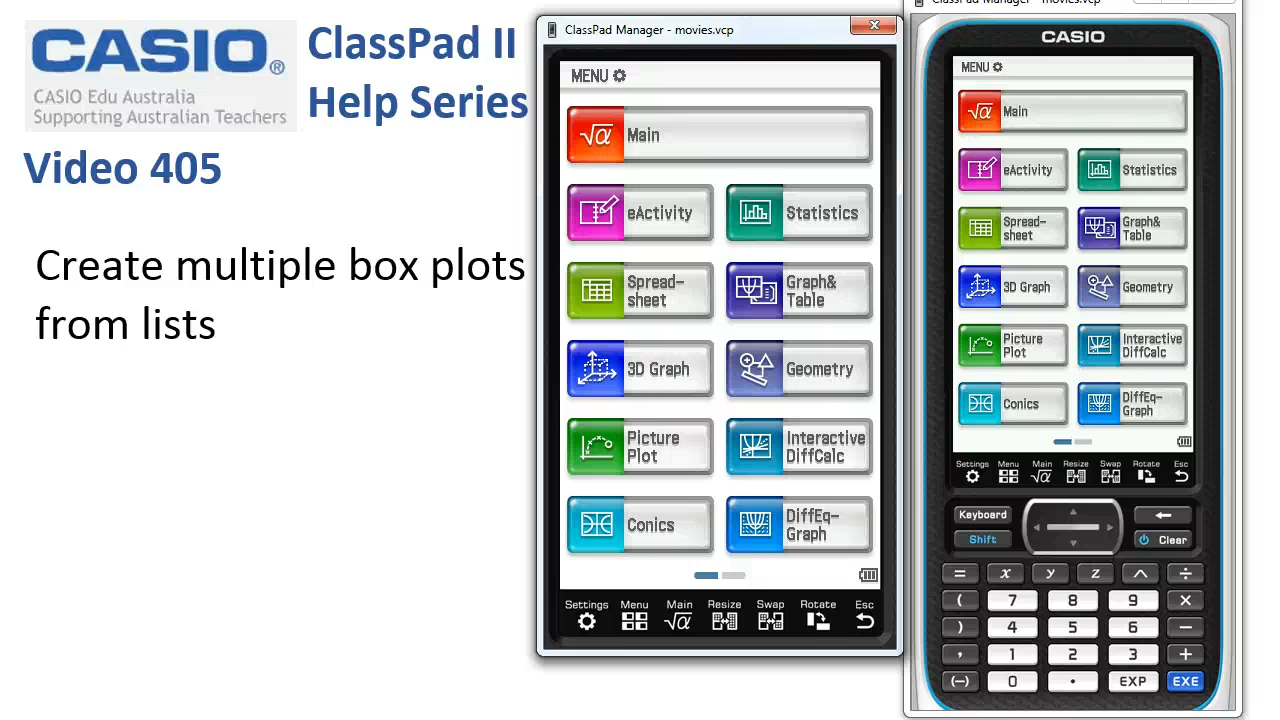 CASIO®
CASIO Edu Australia
Supporting Australian Teachers
ClassPad II
Help Series
Video 405
Create multiple box plots
from lists
ClassPad Manager - movies.vcp
MENU
Main
eActivity
Statistics
Spread-
sheet
Graph&
Table
3D Graph
Geometry
Picture
Plot
Interactive
DiffCalc
Conics
DiffEq-
Graph
Settings Menu Main Resize Swap Rotate Esc
√α
ClassPad Manager - movies.vcp
CASIO
MENU
Main
eActivity
Statistics
Spread-
sheet
Graph&
Table
3D Graph
Geometry
Picture
Plot
Interactive
DiffCalc
Conics
DiffEq-
Graph
Settings Menu Main Resize Swap Rotate Esc
√α
Keyboard
Shift
Clear
= x y z ^ ÷
( 7 8 9 ×
) 4 5 6 −
, 1 2 3 +
(−) 0 • EXP EXE